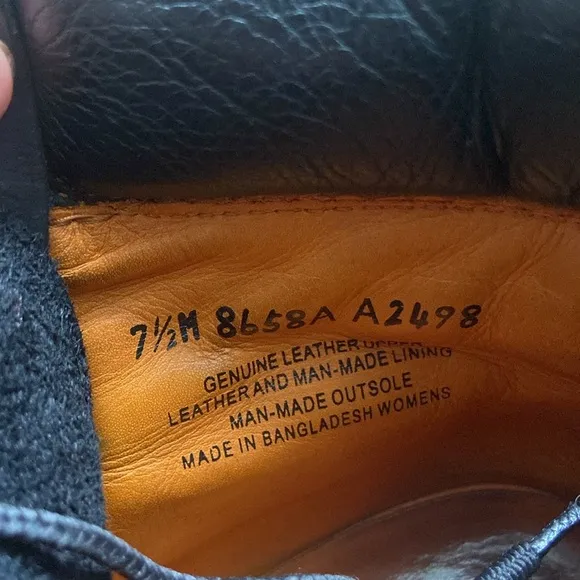 7½M 8658A A2498
GENUINE LEATHER UPPER
LEATHER AND MAN-MADE LINING
MAN-MADE OUTSOLE
MADE IN BANGLADESH WOMENS